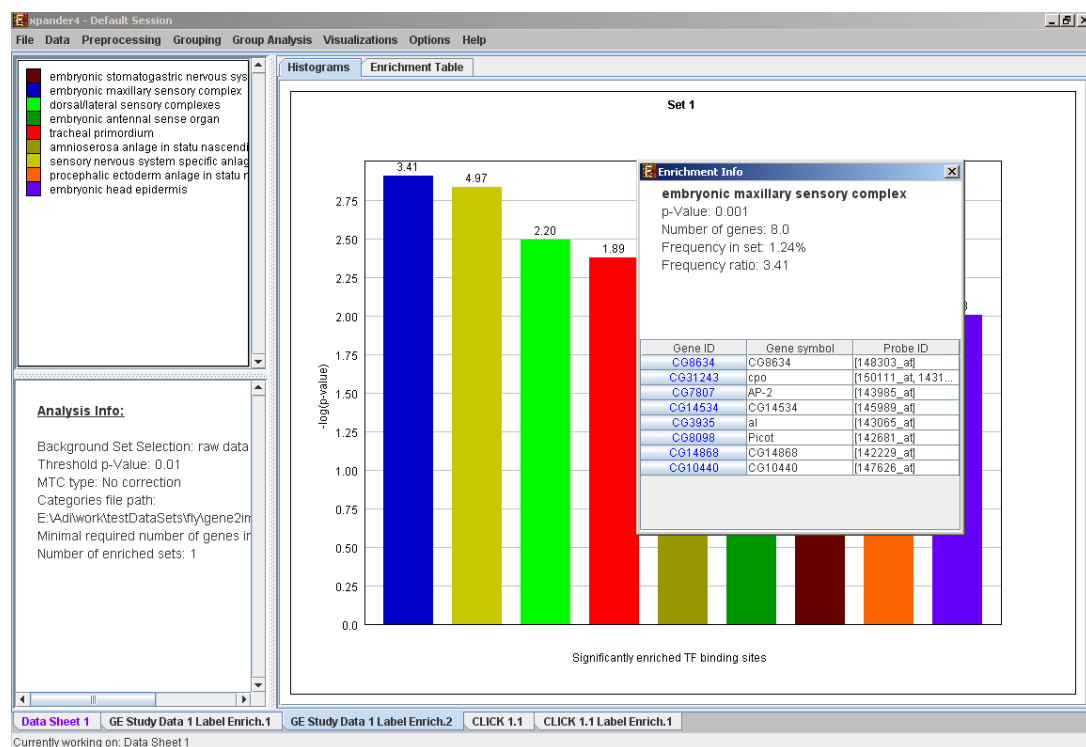 xpander4 - Default Session
File Data Preprocessing Grouping Group Analysis Visualizations Options Help
embryonic stomatogastric nervous sys
embryonic maxillary sensory complex
dorsal/lateral sensory complexes
embryonic antennal sense organ
tracheal primordium
amnioserosa anlage in statu nascendi
sensory nervous system specific anlag
procephalic ectoderm anlage in statu n
embryonic head epidermis
Analysis Info:
Background Set Selection: raw data
Threshold p-Value: 0.01
MTC type: No correction
Categories file path:
E:\Adi\work\testDataSets\fly\gene2im
Minimal required number of genes in
Number of enriched sets: 1
Histograms Enrichment Table
Set 1
3.41
4.97
2.20
1.89
3
2.75
2.50
2.25
2.00
1.75
1.50
1.25
1.00
0.75
0.50
0.25
0.0
-log(p-value)
Significantly enriched TF binding sites
Enrichment Info
embryonic maxillary sensory complex
p-Value: 0.001
Number of genes: 8.0
Frequency in set: 1.24%
Frequency ratio: 3.41
Gene ID Gene symbol Probe ID
CG8634 CG8634 [148303_at]
CG31243 cpo [150111_at, 1431...
CG7807 AP-2 [143985_at]
CG14534 CG14534 [145989_at]
CG3935 al [143065_at]
CG8098 Picot [142681_at]
CG14868 CG14868 [142229_at]
CG10440 CG10440 [147626_at]
Data Sheet 1 GE Study Data 1 Label Enrich.1 GE Study Data 1 Label Enrich.2 CLICK 1.1 CLICK 1.1 Label Enrich.1
Currently working on: Data Sheet 1